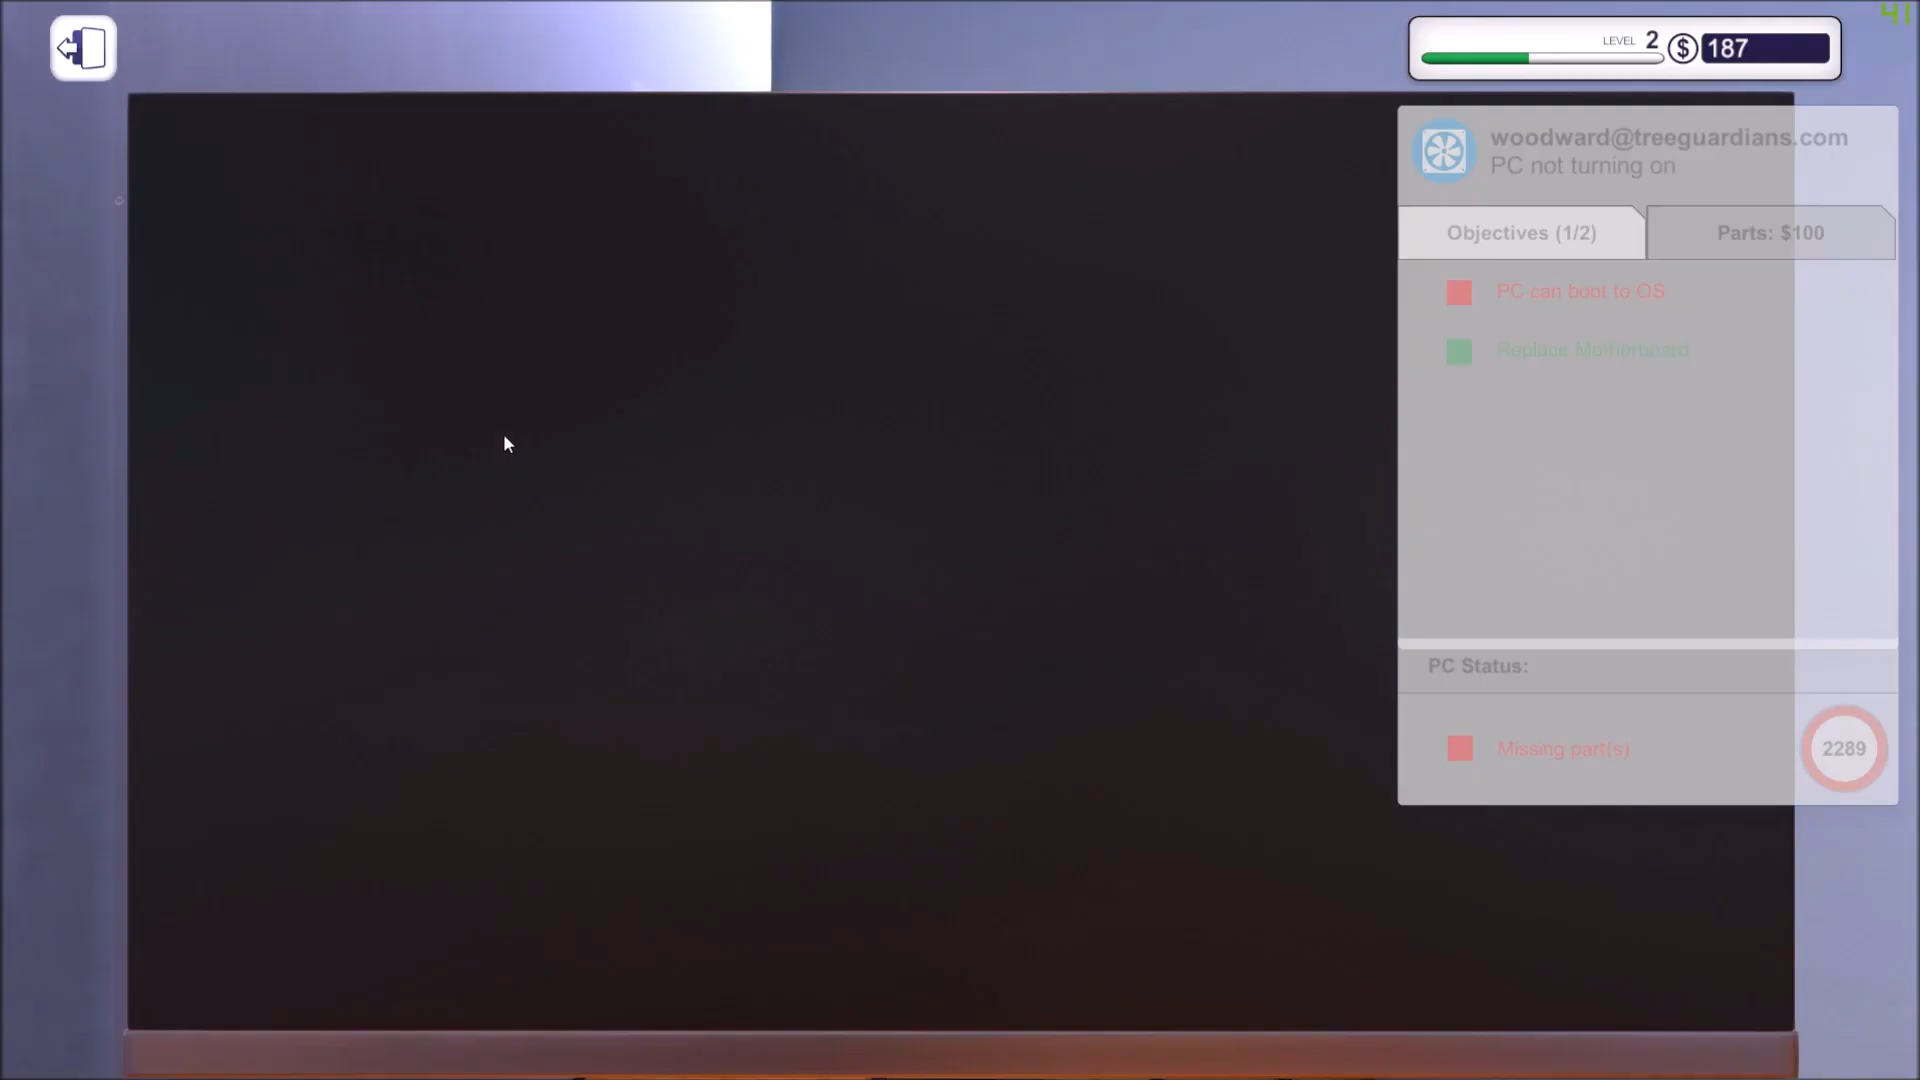 41
LEVEL 2
$ 187
woodward@treeguardians.com
PC not turning on
Objectives (1/2)
Parts: $100
PC can boot to OS
Replace Motherboard
PC Status:
Missing part(s)
2289